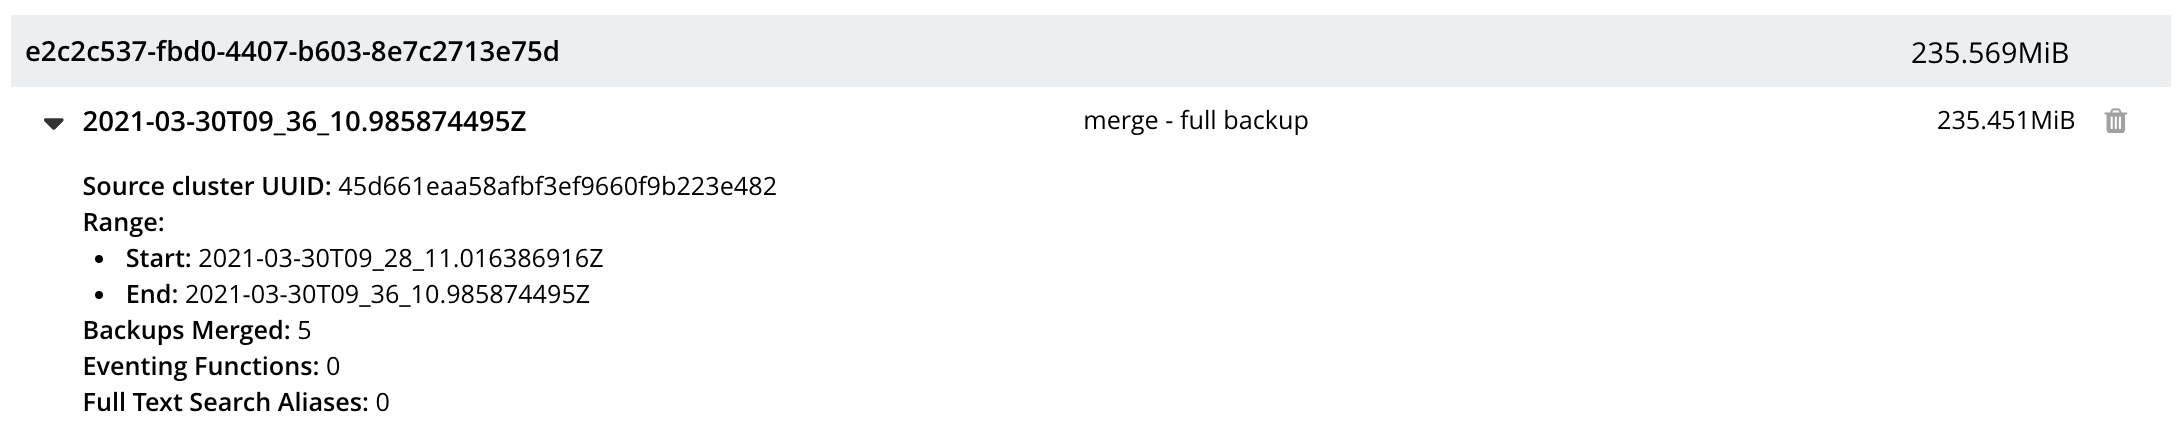 e2c2c537-fbd0-4407-b603-8e7c2713e75d 235.569MiB
2021-03-30T09_36_10.985874495Z merge - full backup 235.451MiB
Source cluster UUID: 45d661eaa58afbf3ef9660f9b223e482
Range:
• Start: 2021-03-30T09_28_11.016386916Z
• End: 2021-03-30T09_36_10.985874495Z
Backups Merged: 5
Eventing Functions: 0
Full Text Search Aliases: 0